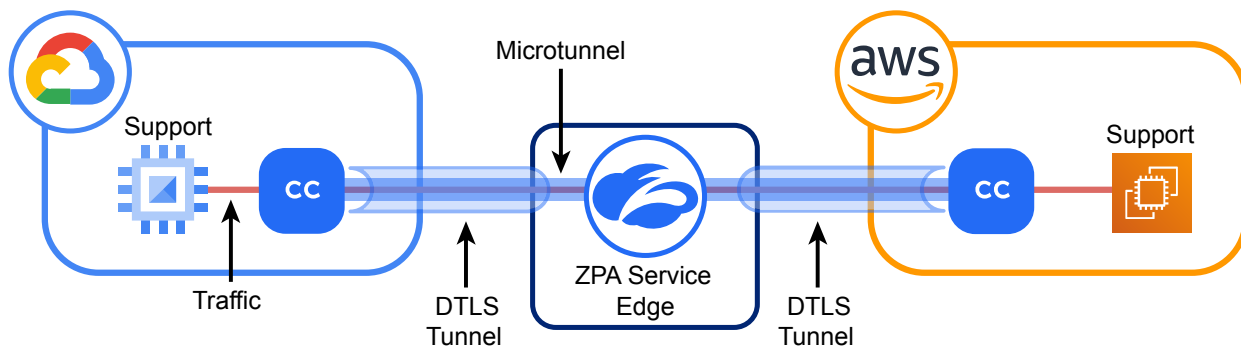 Microtunnel
aws
Support
Support
CC
CC
ZPA Service
Edge
Traffic
DTLS
Tunnel
DTLS
Tunnel